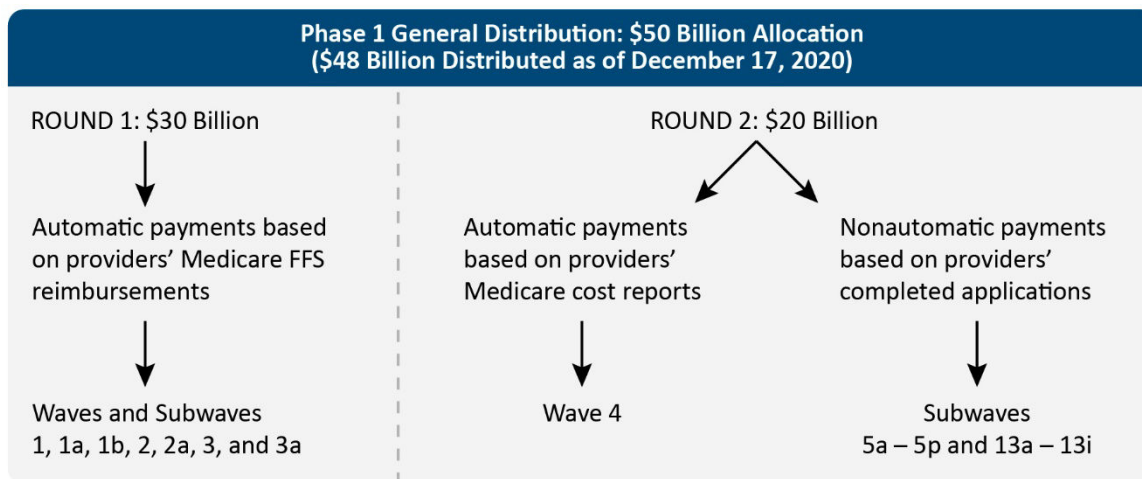 Phase 1 General Distribution: $50 Billion Allocation
($48 Billion Distributed as of December 17, 2020)
ROUND 1: $30 Billion
Automatic payments based
on providers’ Medicare FFS
reimbursements
Waves and Subwaves
1, 1a, 1b, 2, 2a, 3, and 3a
ROUND 2: $20 Billion
Automatic payments
based on providers’
Medicare cost reports
Wave 4
Nonautomatic payments
based on providers’
completed applications
Subwaves
5a – 5p and 13a – 13i